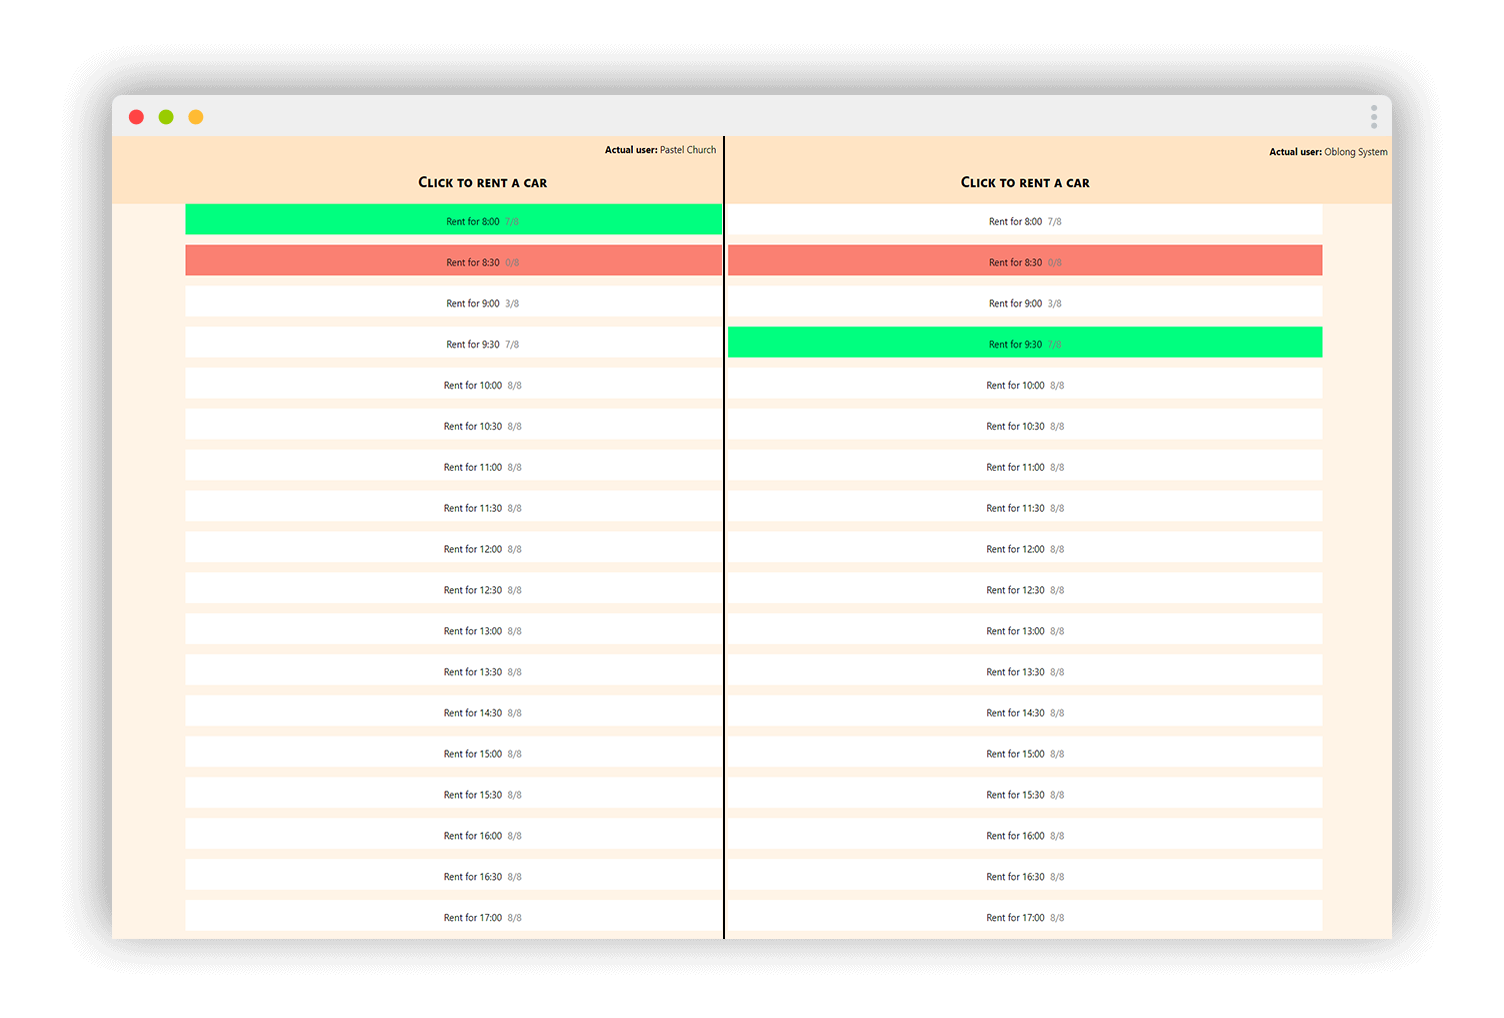 Actual user: Pastel Church
Click to rent a car
Rent for 8:00 7/8
Rent for 8:30 0/8
Rent for 9:00 3/8
Rent for 9:30 7/8
Rent for 10:00 8/8
Rent for 10:30 8/8
Rent for 11:00 8/8
Rent for 11:30 8/8
Rent for 12:00 8/8
Rent for 12:30 8/8
Rent for 13:00 8/8
Rent for 13:30 8/8
Rent for 14:30 8/8
Rent for 15:00 8/8
Rent for 15:30 8/8
Rent for 16:00 8/8
Rent for 16:30 8/8
Rent for 17:00 8/8
Actual user: Oblong System
Click to rent a car
Rent for 8:00 7/8
Rent for 8:30 0/8
Rent for 9:00 3/8
Rent for 9:30 7/8
Rent for 10:00 8/8
Rent for 10:30 8/8
Rent for 11:00 8/8
Rent for 11:30 8/8
Rent for 12:00 8/8
Rent for 12:30 8/8
Rent for 13:00 8/8
Rent for 13:30 8/8
Rent for 14:30 8/8
Rent for 15:00 8/8
Rent for 15:30 8/8
Rent for 16:00 8/8
Rent for 16:30 8/8
Rent for 17:00 8/8